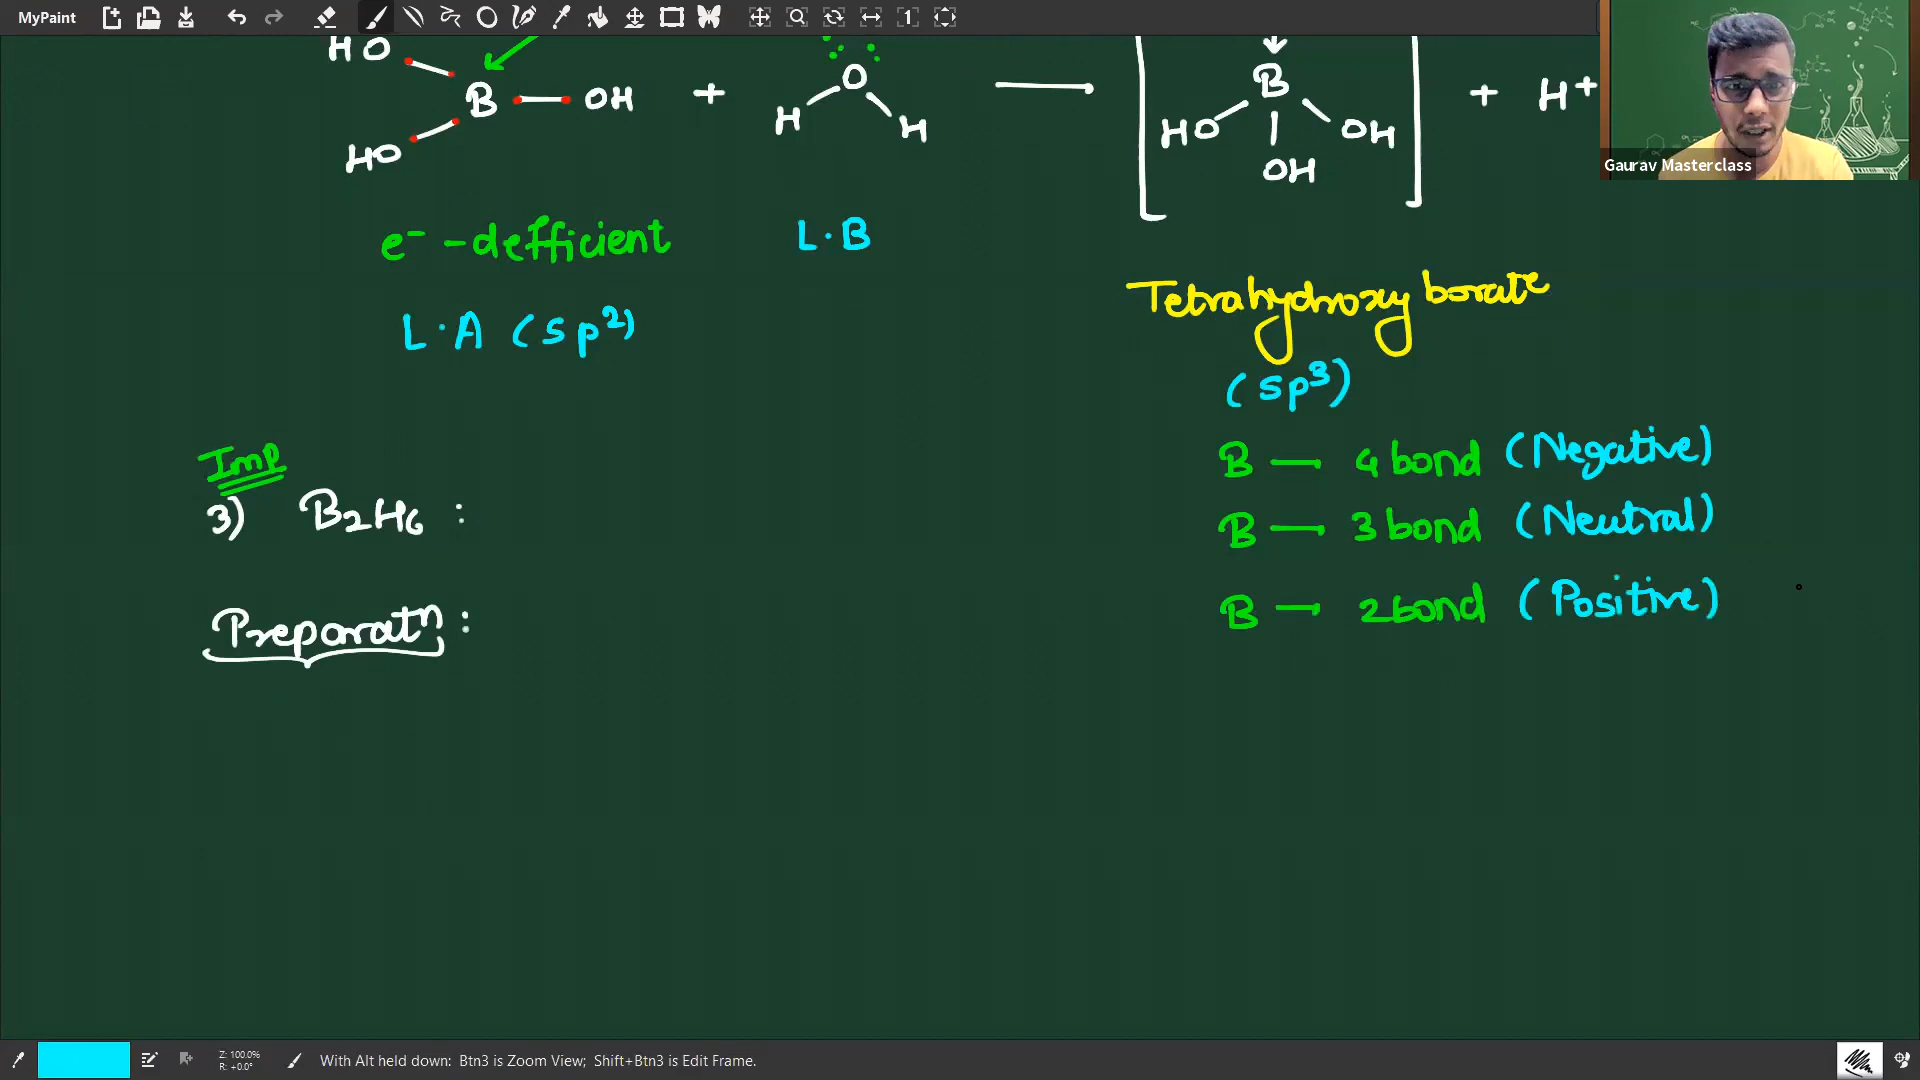 MyPaint
HO
B OH + O H H → B HO OH OH + H+
HO
Gaurav Masterclass
e- - defficient
L.B
L.A (sp2)
Tetrahydroxy borate
(sp3)
B — 4 bond (Negative)
B — 3 bond (Neutral)
B — 2 bond (Positive)
Imp
3) B2H6 :
Preparatn :
Z: 100.0%
R: +0.0°
With Alt held down: Btn3 is Zoom View; Shift+Btn3 is Edit Frame.